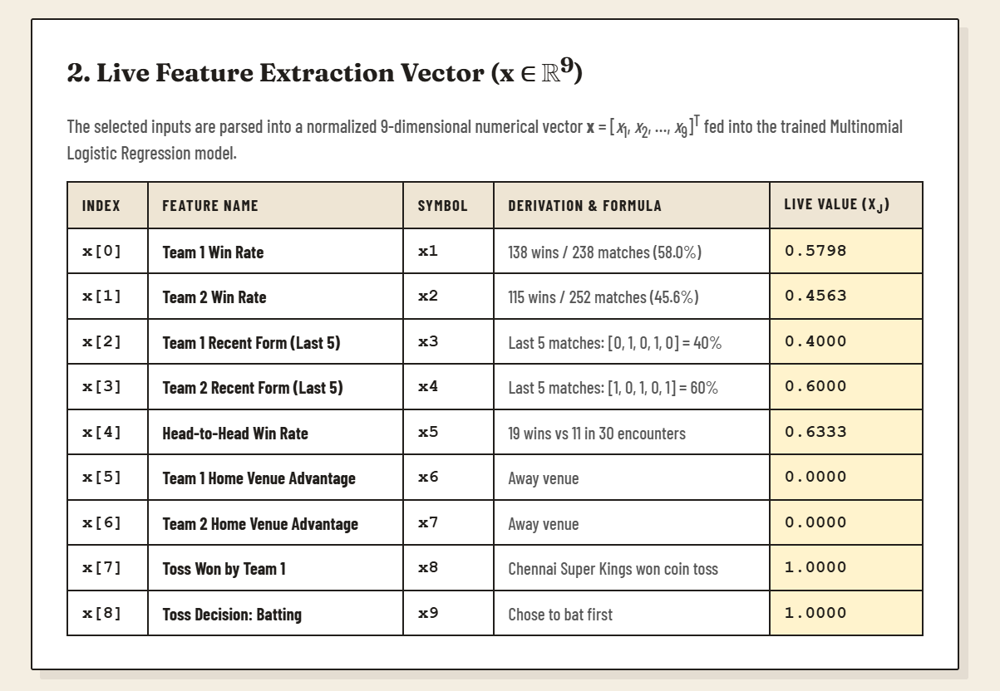 2. Live Feature Extraction Vector (x ∈ ℝ⁹)
The selected inputs are parsed into a normalized 9-dimensional numerical vector x = [x₁, x₂, ..., x₉]ᵀ fed into the trained Multinomial
Logistic Regression model.
INDEX FEATURE NAME SYMBOL DERIVATION & FORMULA LIVE VALUE (X_J)
x[0] Team 1 Win Rate x1 138 wins / 238 matches (58.0%) 0.5798
x[1] Team 2 Win Rate x2 115 wins / 252 matches (45.6%) 0.4563
x[2] Team 1 Recent Form (Last 5) x3 Last 5 matches: [0, 1, 0, 1, 0] = 40% 0.4000
x[3] Team 2 Recent Form (Last 5) x4 Last 5 matches: [1, 0, 1, 0, 1] = 60% 0.6000
x[4] Head-to-Head Win Rate x5 19 wins vs 11 in 30 encounters 0.6333
x[5] Team 1 Home Venue Advantage x6 Away venue 0.0000
x[6] Team 2 Home Venue Advantage x7 Away venue 0.0000
x[7] Toss Won by Team 1 x8 Chennai Super Kings won coin toss 1.0000
x[8] Toss Decision: Batting x9 Chose to bat first 1.0000